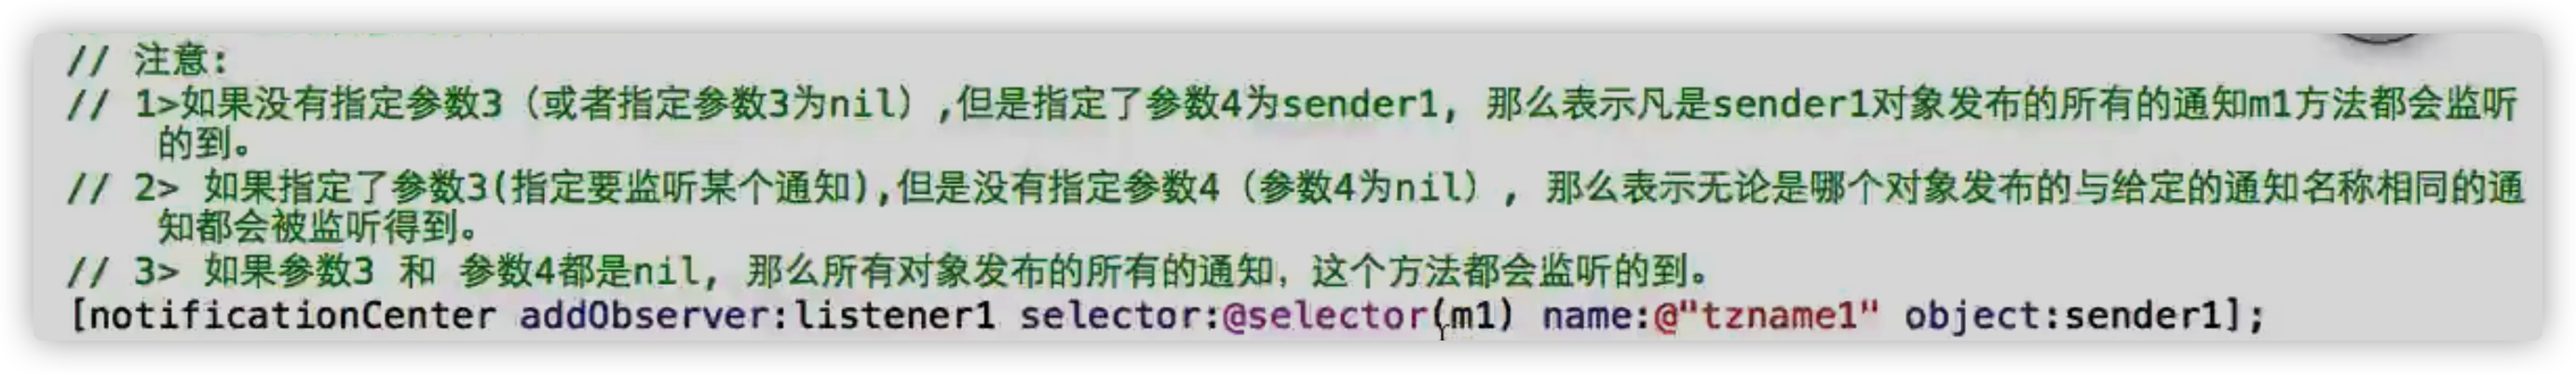 // 注意:
// 1>如果没有指定参数3（或者指定参数3为nil）,但是指定了参数4为sender1, 那么表示凡是sender1对象发布的所有的通知m1方法都会监听
的到。
// 2> 如果指定了参数3(指定要监听某个通知),但是没有指定参数4（参数4为nil）, 那么表示无论是哪个对象发布的与给定的通知名称相同的通
知都会被监听得到。
// 3> 如果参数3 和 参数4都是nil, 那么所有对象发布的所有的通知，这个方法都会监听的到。
[notificationCenter addObserver:listener1 selector:@selector(m1) name:@"tzname1" object:sender1];